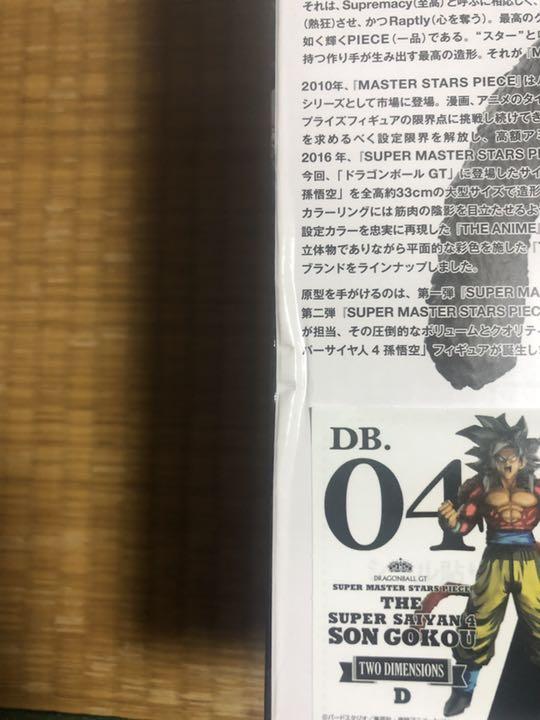 それは、Supremacy(至高)と呼ぶに相応しく、
(熱狂)させ、かつRaptly(心を奪う)。最高の
如く輝くPIECE(一品)である。“スター”と
持つ作り手が生み出す最高の造形。それが『M
2010年、『MASTER STARS PIECE』は
シリーズとして市場に登場。漫画、アニメのタイ
プライズフィギュアの限界点に挑戦し続けてき
を求めるべく設定限界を解放し、高額ア
2016年、『SUPER MASTER STARS PI
今回、「ドラゴンボールGT」に登場したサイ
孫悟空」を全高約33cmの大型サイズで造形
カラーリングには筋肉の陰影を目立たせるよ
設定カラーを忠実に再現した『THE ANIME』
立体物でありながら平面的な彩色を施した『T
ブランドをラインナップしました。
原型を手がけるのは、第一弾『SUPER MA
第二弾『SUPER MASTER STARS PIEC
が担当、その圧倒的なボリュームとクオリテ
パーサイヤ人4孫悟空」フィギュアが誕生し
DB.
04
DRAGONBALL GT
SUPER MASTER STARS PIECE
THE
SUPER SAIYAN 4
SON GOKOU
TWO DIMENSIONS
D
©バードスタジオ/集英社・東映アニメ